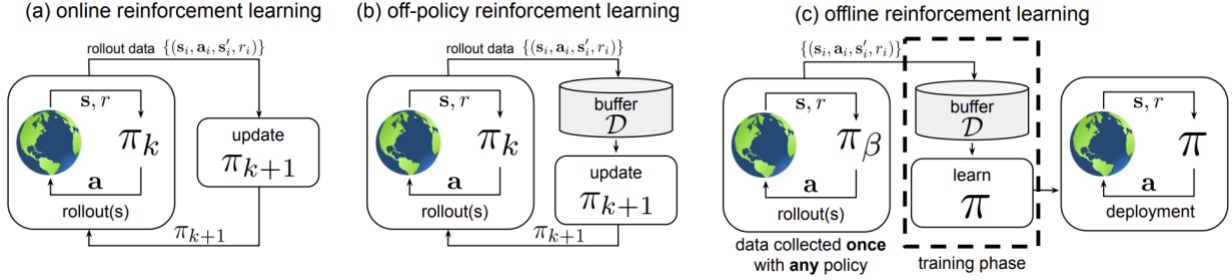 (a) online reinforcement learning
rollout data {(s_i, a_i, s'_i, r_i)}
s, r
π_k
a
rollout(s)
update
π_{k+1}
π_{k+1}
(b) off-policy reinforcement learning
rollout data {(s_i, a_i, s'_i, r_i)}
s, r
π_k
a
rollout(s)
buffer
D
update
π_{k+1}
π_{k+1}
(c) offline reinforcement learning
{(s_i, a_i, s'_i, r_i)}
s, r
π_β
a
rollout(s)
data collected once
with any policy
buffer
D
learn
π
training phase
s, r
π
a
deployment